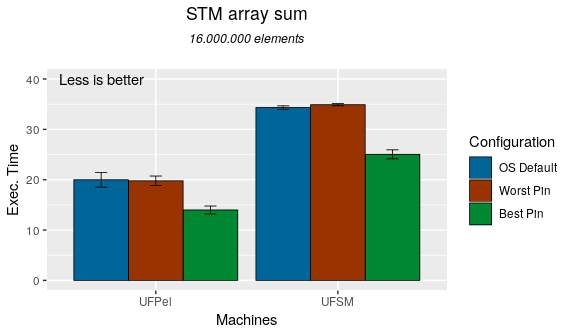 STM array sum
16.000.000 elements
Less is better
40
30
20
10
0
Exec. Time
UFPel
UFSM
Machines
Configuration
OS Default
Worst Pin
Best Pin